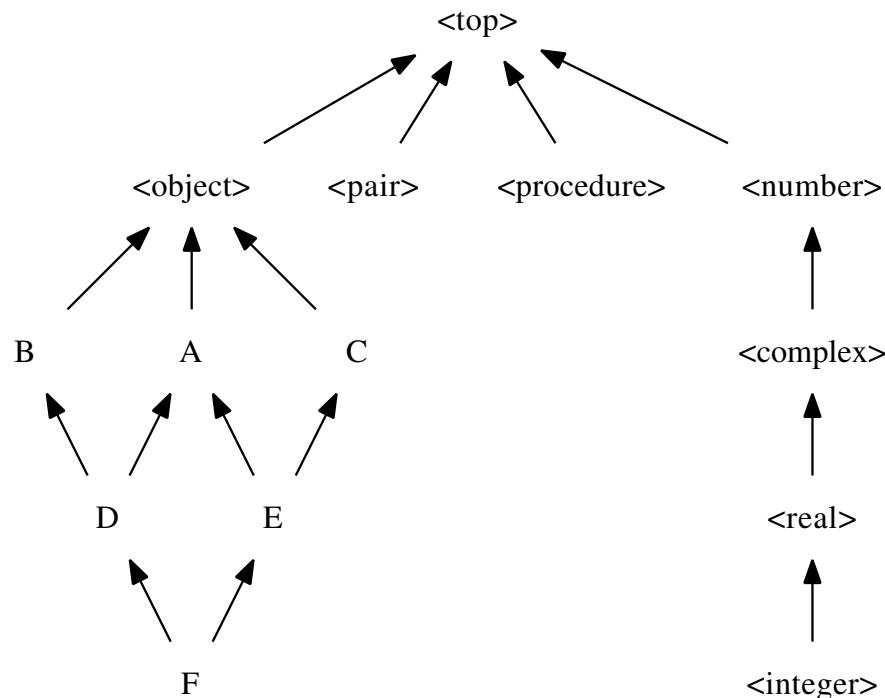 <top>
<object> <pair> <procedure> <number>
B A C <complex>
D E <real>
F <integer>